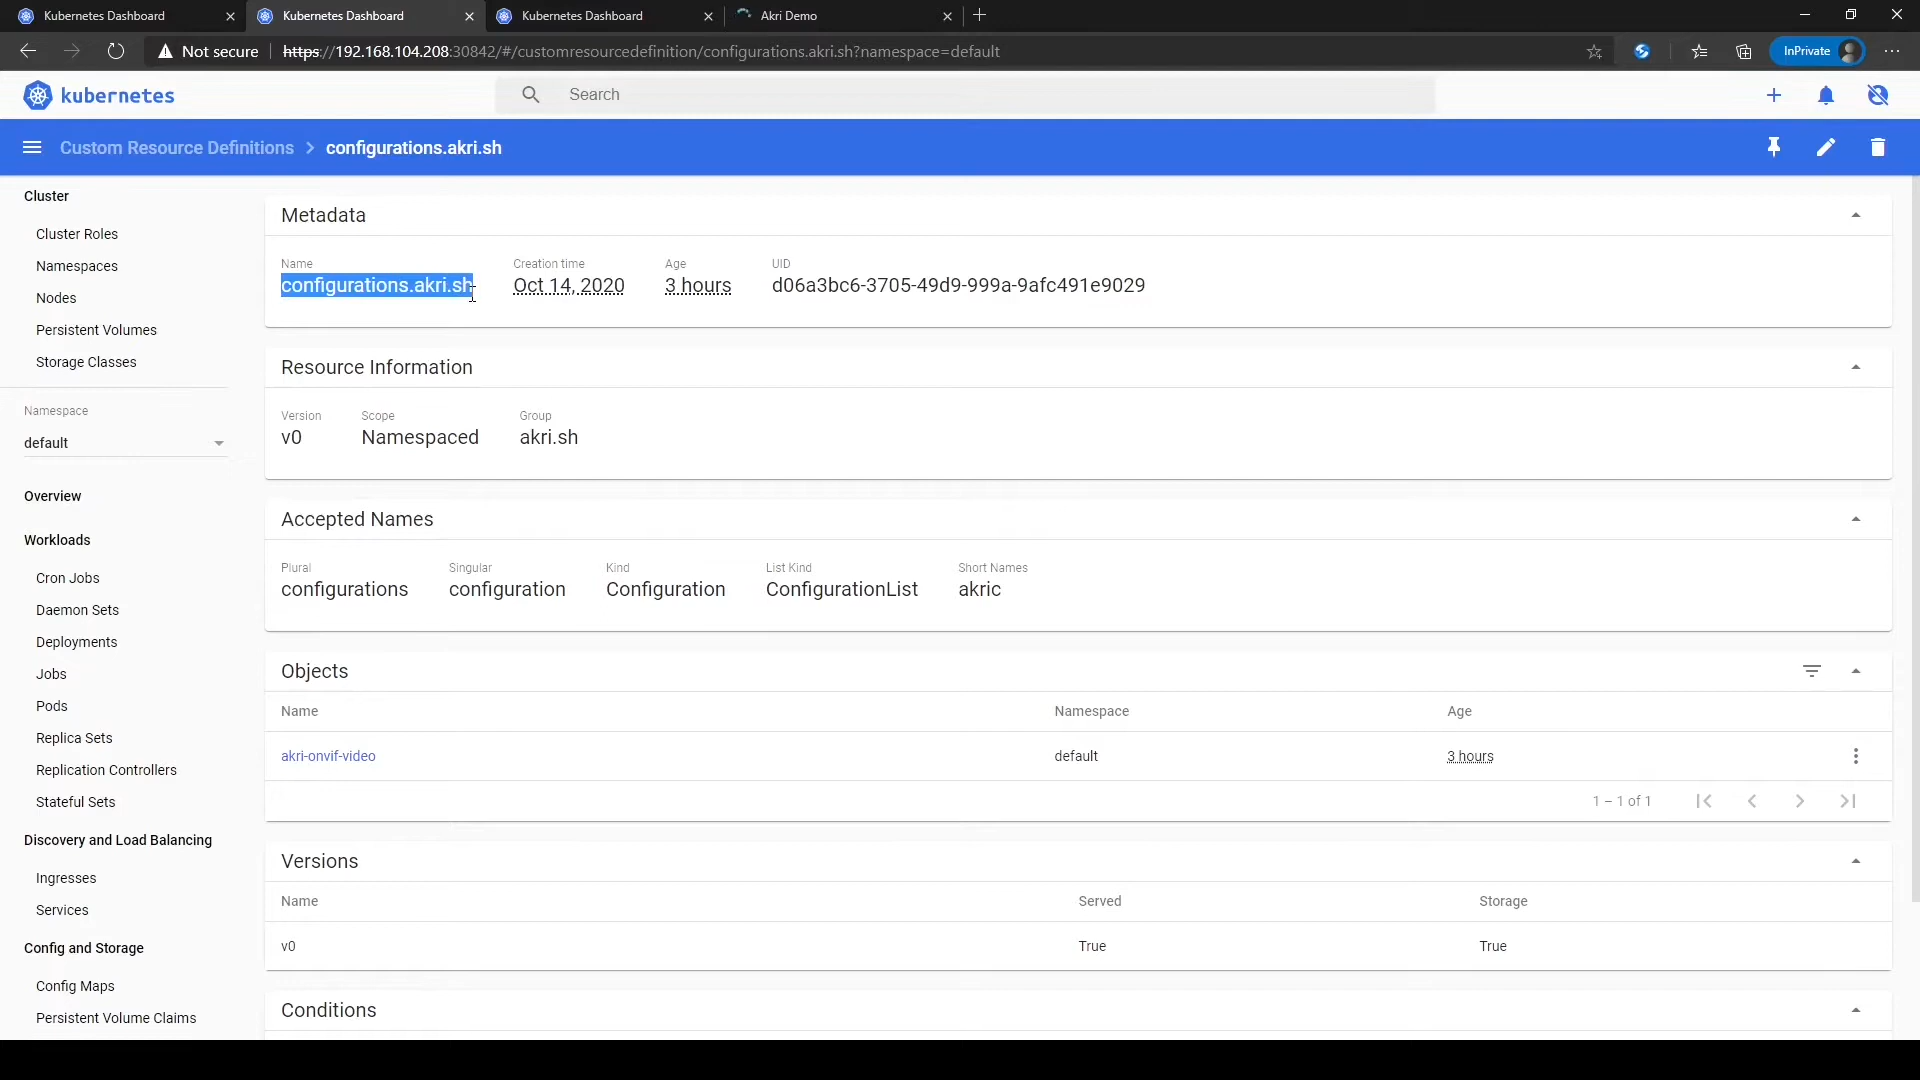 Kubernetes Dashboard
Kubernetes Dashboard
Kubernetes Dashboard
Akri Demo
Not secure
https://192.168.104.208:30842/#/customresourcedefinition/configurations.akri.sh?namespace=default
InPrivate
kubernetes
Search
Custom Resource Definitions > configurations.akri.sh
Cluster
Cluster Roles
Namespaces
Nodes
Persistent Volumes
Storage Classes
Namespace
default
Overview
Workloads
Cron Jobs
Daemon Sets
Deployments
Jobs
Pods
Replica Sets
Replication Controllers
Stateful Sets
Discovery and Load Balancing
Ingresses
Services
Config and Storage
Config Maps
Persistent Volume Claims
Metadata
Name Creation time Age UID
configurations.akri.sh Oct 14, 2020 3 hours d06a3bc6-3705-49d9-999a-9afc491e9029
Resource Information
Version Scope Group
v0 Namespaced akri.sh
Accepted Names
Plural Singular Kind List Kind Short Names
configurations configuration Configuration ConfigurationList akric
Objects
Name Namespace Age
akri-onvif-video default 3 hours
1 – 1 of 1
Versions
Name Served Storage
v0 True True
Conditions